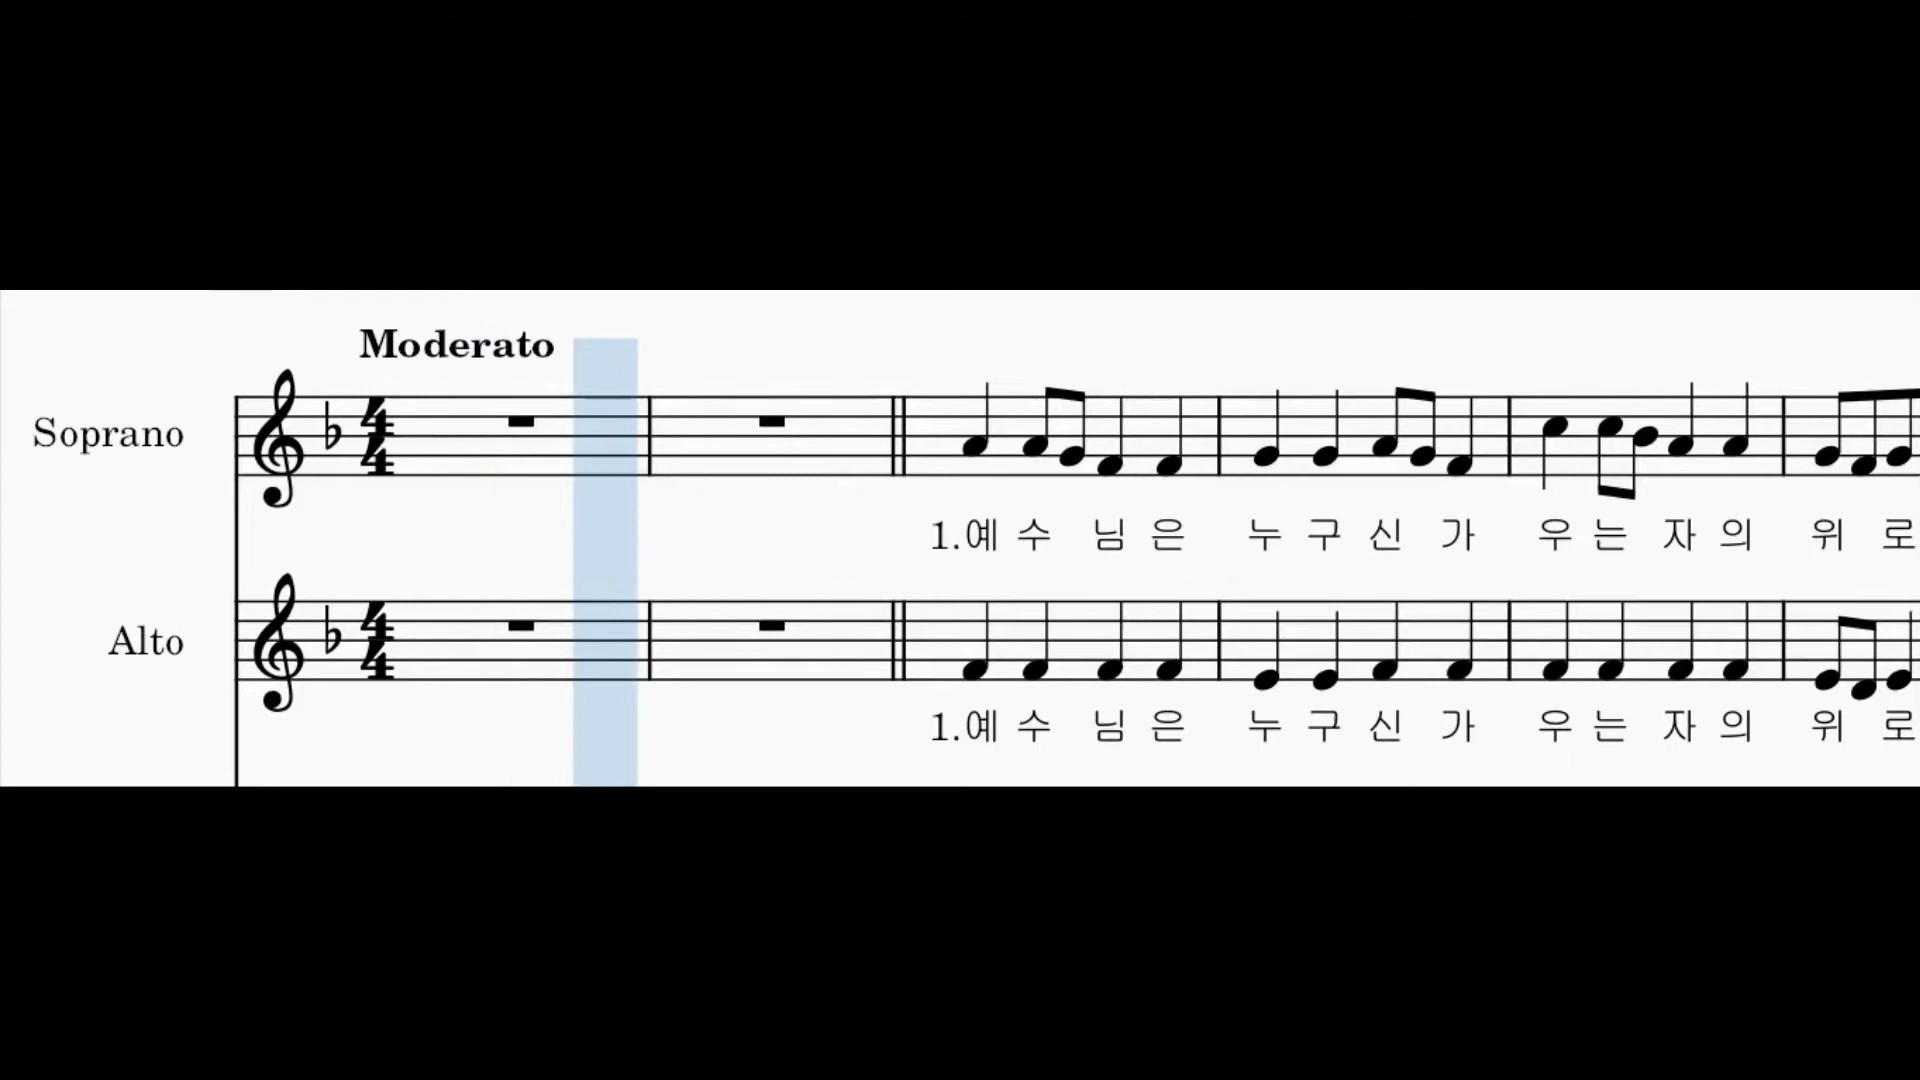 Moderato
Soprano
1.예 수 님 은 누 구 신 가 우 는 자 의 위 로
Alto
1.예 수 님 은 누 구 신 가 우 는 자 의 위 로